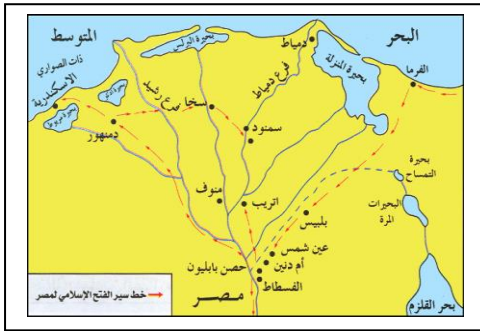 البحر
المتوسط
ذات الصواري
الاسكندرية
بحيرة البرلس
دمياط
بحيرة المنزلة
الفرما
فرع رشيد
فرع دمياط
سخا
سمنود
دمنهور
بحيرة مريوط
بحيرة
التمساح
منوف
اتريب
بلبيس
البحيرات
المرة
عين شمس
أم دنين
حصن بابليون
الفسطاط
مصر
بحر القلزم
خط سير الفتح الإسلامي لمصر